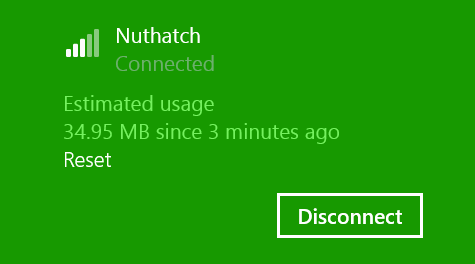 Nuthatch
Connected
Estimated usage
34.95 MB since 3 minutes ago
Reset
Disconnect